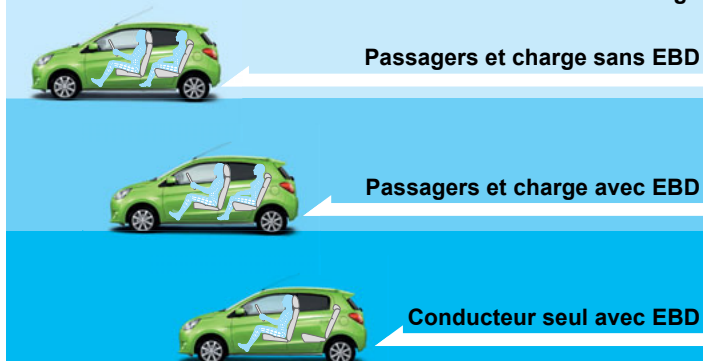 Passagers et charge sans EBD
Passagers et charge avec EBD
Conducteur seul avec EBD